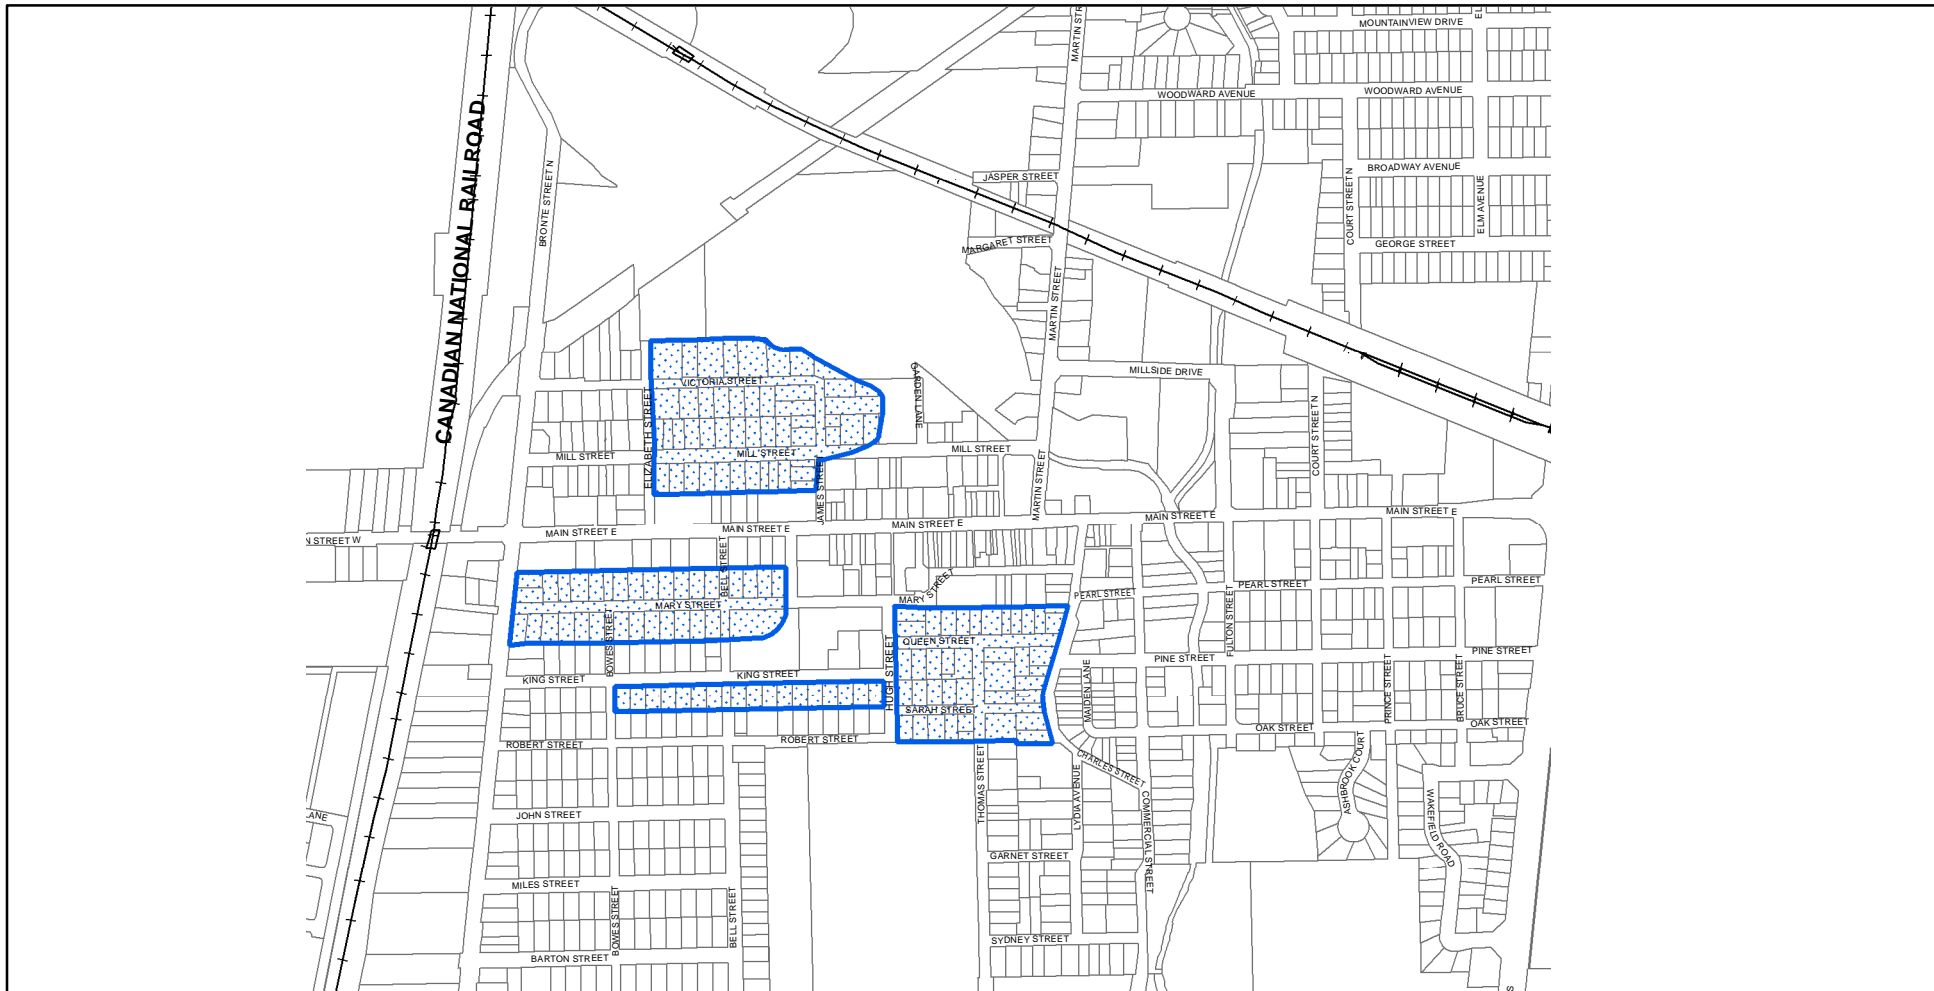 MOUNTAINVIEW DRIVE
MARTIN STR
EL
WOODWARD AVENUE
WOODWARD AVENUE
CANADIAN NATIONAL RAILROAD
BRONTE STREET N
JASPER STREET
BROADWAY AVENUE
COURT STREET N
ELM AVENUE
MARGARET STREET
GEORGE STREET
MARTIN STREET
VICTORIA STREET
GARDEN LANE
MILLSIDE DRIVE
ELIZABETH STREET
COURT STREET N
MILL STREET
MILL STREET
MILL STREET
JAMES STREET
MARTIN STREET
MAIN STREET E
MAIN STREET E
MAIN STREET E
MAIN STREET E
MAIN STREET E
N STREET W
BELL STREET
MARY STREET
MARY STREET
PEARL STREET
PEARL STREET
PEARL STREET
BOWES STREET
QUEEN STREET
FULTON STREET
PINE STREET
PINE STREET
KING STREET
KING STREET
HUGH STREET
MAIDEN LANE
PRINCE STREET
BRUCE STREET
SARAH STREET
OAK STREET
OAK STREET
ROBERT STREET
ROBERT STREET
CHARLES STREET
ASHBROOK COURT
THOMAS STREET
LYDIA AVENUE
COMMERCIAL STREET
WAKEFIELD ROAD
LANE
JOHN STREET
GARNET STREET
MILES STREET
BOWES STREET
BELL STREET
SYDNEY STREET
BARTON STREET
S